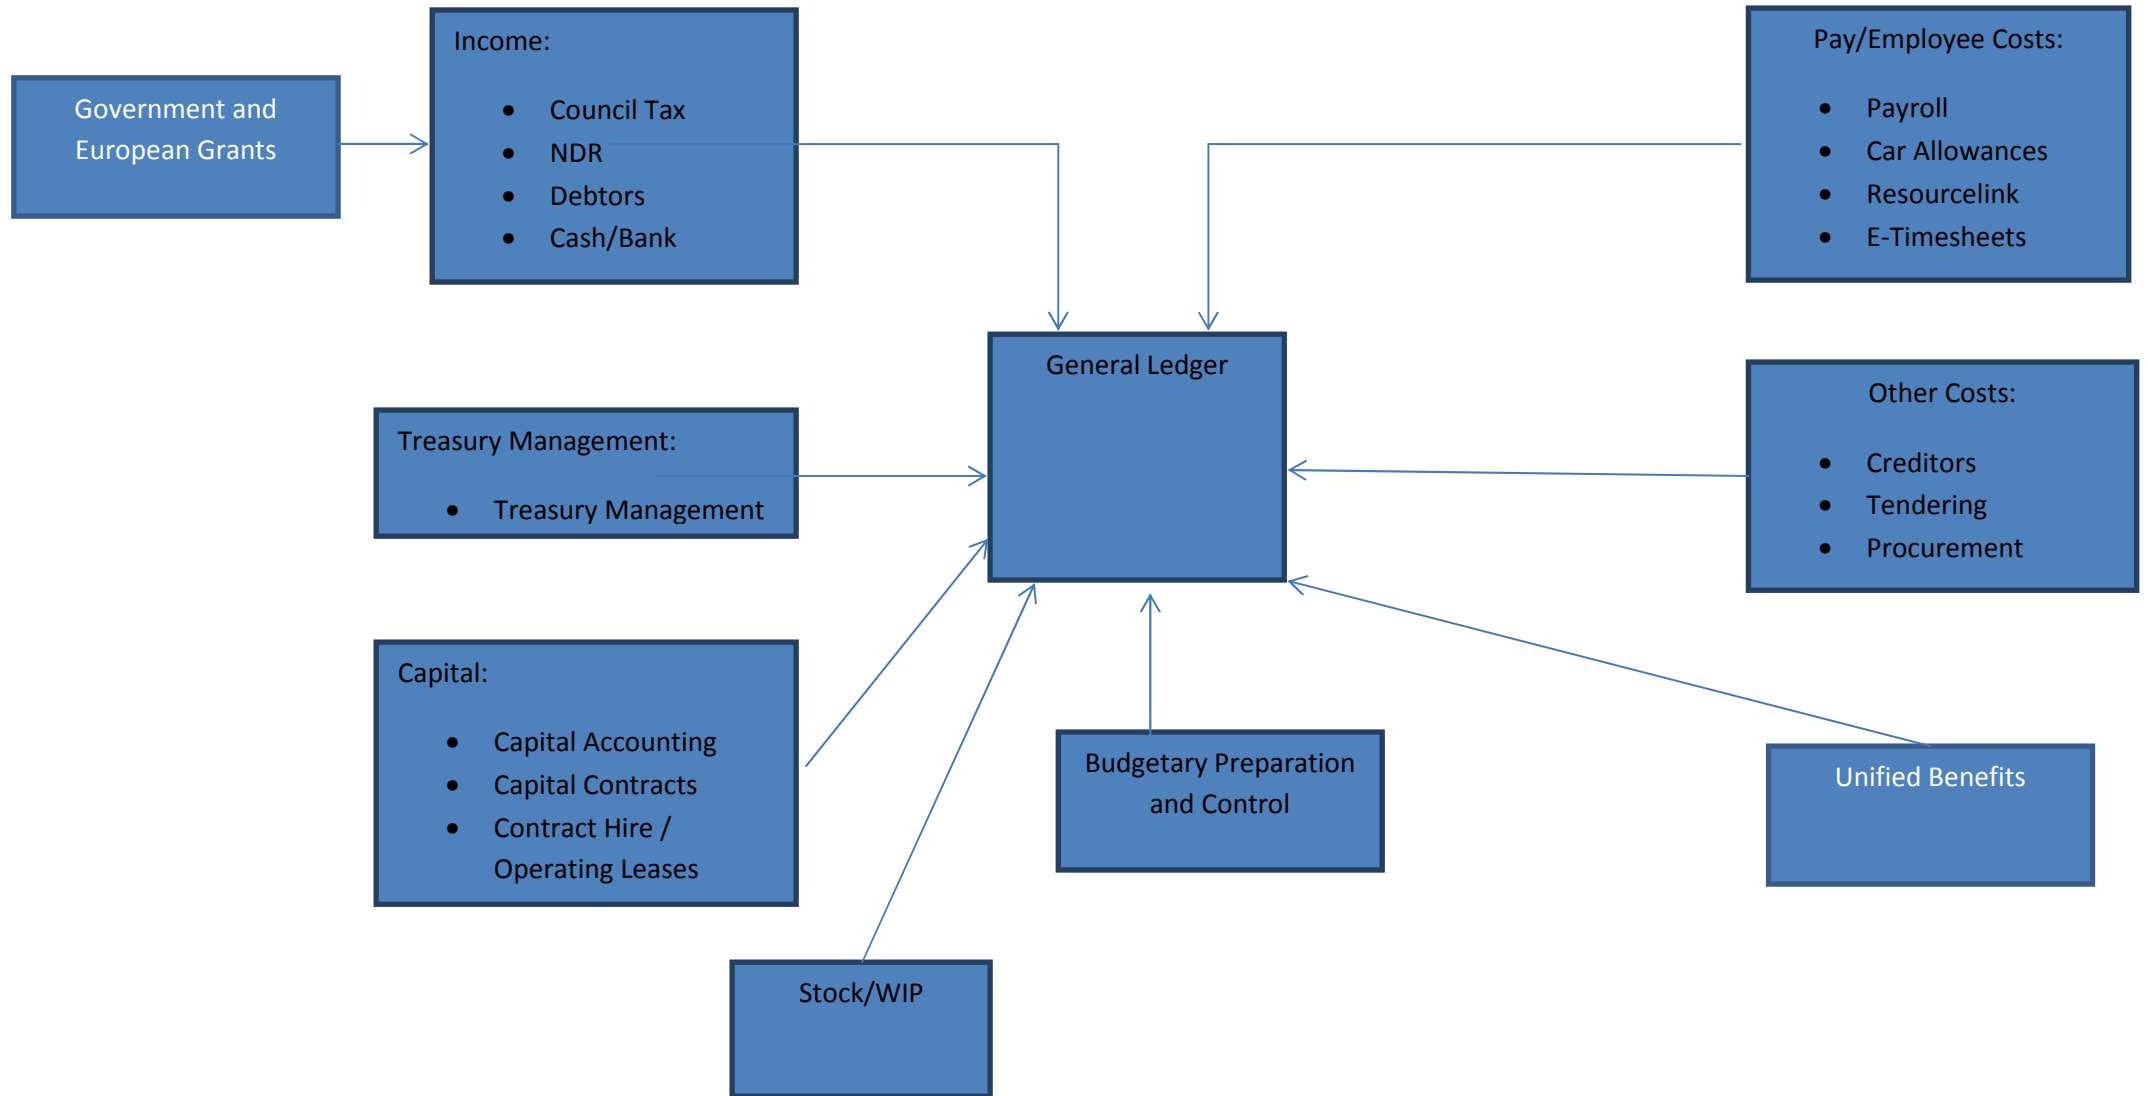 Government and
European Grants
Income:
• Council Tax
• NDR
• Debtors
• Cash/Bank
Pay/Employee Costs:
• Payroll
• Car Allowances
• Resourcelink
• E-Timesheets
General Ledger
Treasury Management:
• Treasury Management
Other Costs:
• Creditors
• Tendering
• Procurement
Capital:
• Capital Accounting
• Capital Contracts
• Contract Hire /
Operating Leases
Budgetary Preparation
and Control
Unified Benefits
Stock/WIP